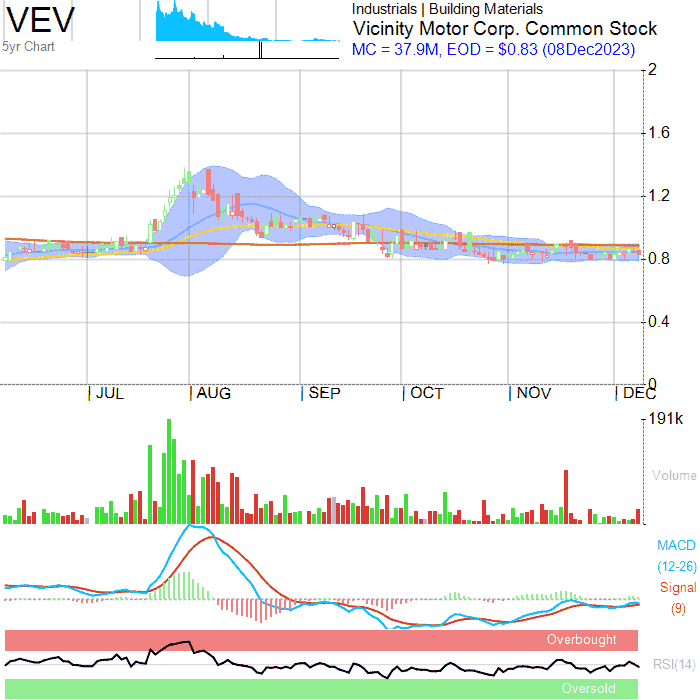 VEV
5yr Chart
Industrials | Building Materials
Vicinity Motor Corp. Common Stock
MC = 37.9M, EOD = $0.83 (08Dec2023)
2
1.6
1.2
0.8
0.4
0
JUL
AUG
SEP
OCT
NOV
DEC
191k
Volume
MACD
(12-26)
Signal
(9)
Overbought
RSI(14)
Oversold